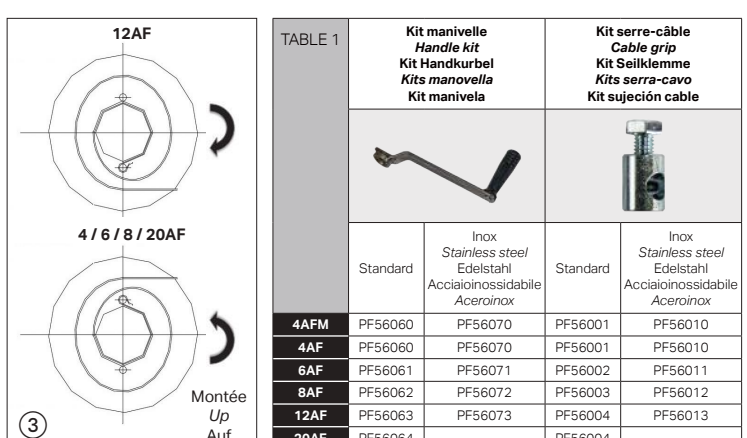 12AF
4 / 6 / 8 / 20AF
Montée
Up
Auf
3
TABLE 1
Kit manivelle
Handle kit
Kit Handkurbel
Kits manovella
Kit manivela
Kit serre-câble
Cable grip
Kit Seilklemme
Kits serra-cavo
Kit sujeción cable
Standard
Inox
Stainless steel
Edelstahl
Acciaioinossidabile
Aceroinox
Standard
Inox
Stainless steel
Edelstahl
Acciaioinossidabile
Aceroinox
4AFM PF56060 PF56070 PF56001 PF56010
4AF PF56060 PF56070 PF56001 PF56010
6AF PF56061 PF56071 PF56002 PF56011
8AF PF56062 PF56072 PF56003 PF56012
12AF PF56063 PF56073 PF56004 PF56013
20AF PF56064 PF56004